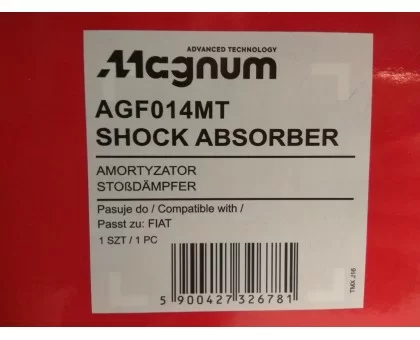 ADVANCED TECHNOLOGY
Magnum
AGF014MT
SHOCK ABSORBER
AMORTYZATOR
STOßDÄMPFER
Pasuje do / Compatible with /
Passt zu: FIAT
1 SZT / 1 PC
5 900427 326781
TMX J16